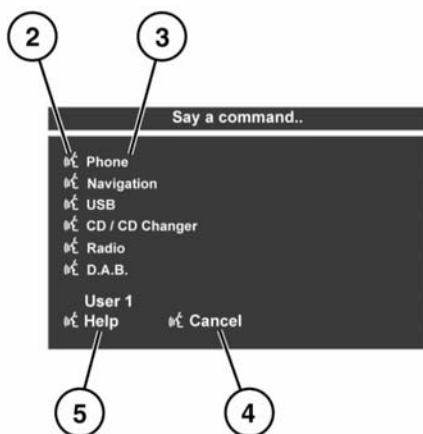 2 3
Say a command..
Phone
Navigation
USB
CD / CD Changer
Radio
D.A.B.
User 1
Help Cancel
5 4